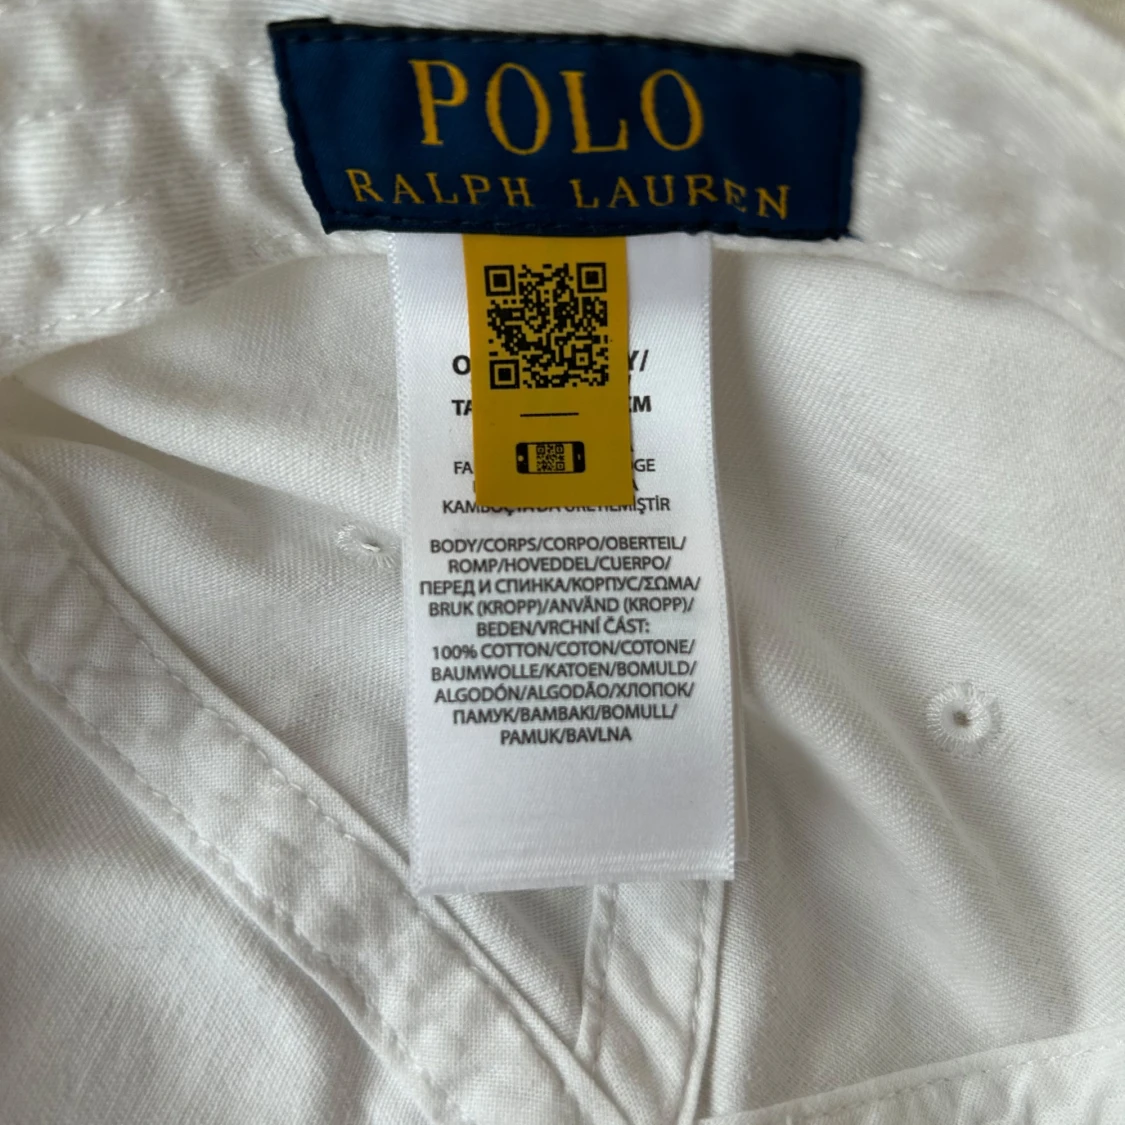 POLO
RALPH LAUREN
KAMBOÇYA'DA ÜRETİLMİŞTİR
BODY/CORPS/CORPO/OBERTEIL/
ROMP/HOVEDDEL/CUERPO/
ПЕРЕД И СПИНКА/КОРПУС/ΣΩΜΑ/
BRUK (KROPP)/ANVÄND (KROPP)/
BEDEN/VRCHNÍ ČÁST:
100% COTTON/COTON/COTONE/
BAUMWOLLE/KATOEN/BOMULD/
ALGODÓN/ALGODÃO/ХЛОПОК/
ПАМУК/BAMBAKI/BOMULL/
PAMUK/BAVLNA